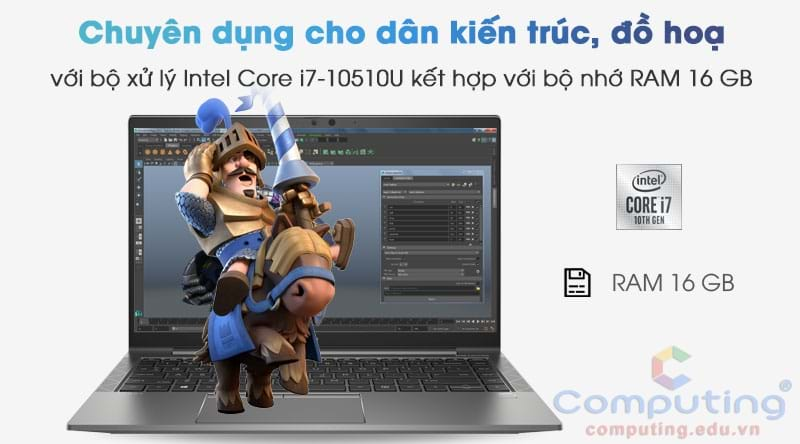 Chuyên dụng cho dân kiến trúc, đồ hoạ
với bộ xử lý Intel Core i7-10510U kết hợp với bộ nhớ RAM 16 GB
intel
CORE i7
10TH GEN
RAM 16 GB
Computing®
computing.edu.vn